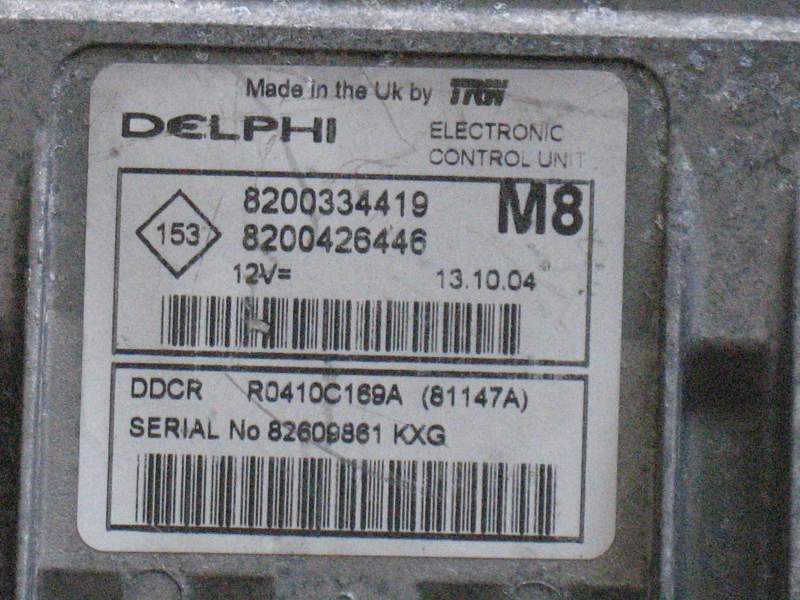 Made in the Uk by TRW
DELPHI
ELECTRONIC
CONTROL UNIT
153
8200334419
8200426446
M8
12V=
13.10.04
DDCR R0410C169A (81147A)
SERIAL No 82609861 KXG